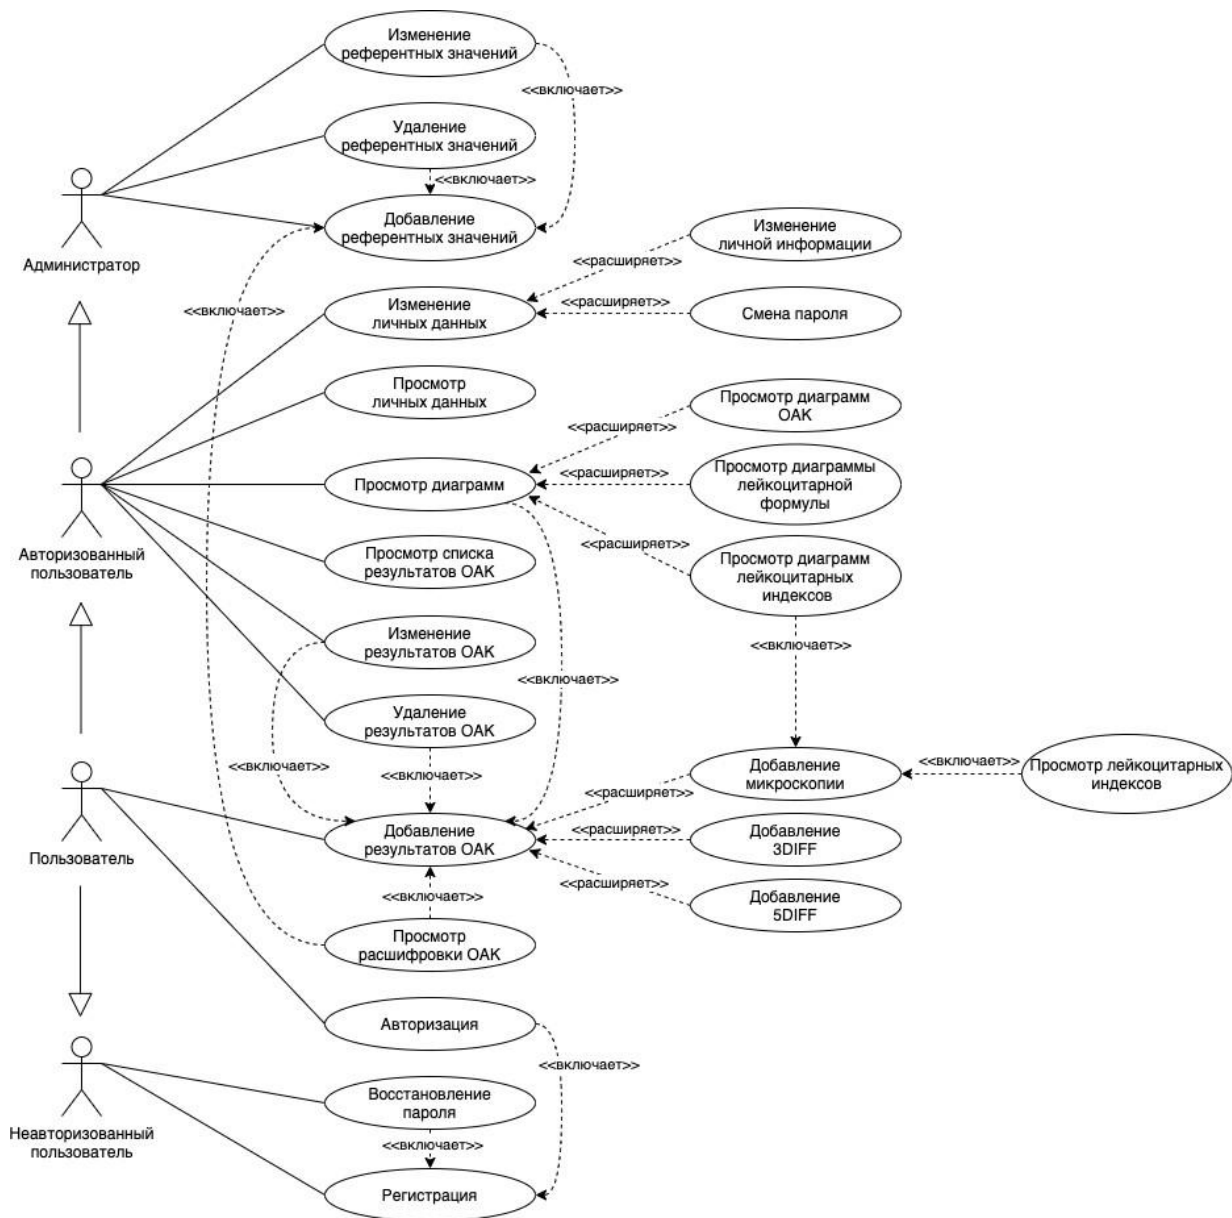 Изменение
референтных значений
<<включает>>
Удаление
референтных значений
<<включает>>
Добавление
референтных значений
Администратор
Изменение
личной информации
<<расширяет>>
<<включает>>
Изменение
личных данных
<<расширяет>>
Смена пароля
Просмотр
личных данных
Просмотр диаграмм
ОАК
<<расширяет>>
Просмотр диаграмм
<<расширяет>>
Просмотр диаграммы
лейкоцитарной
формулы
<<расширяет>>
Авторизованный
пользователь
Просмотр списка
результатов ОАК
Просмотр диаграмм
лейкоцитарных
индексов
Изменение
результатов ОАК
<<включает>>
<<включает>>
Удаление
результатов ОАК
<<включает>>
<<включает>>
Добавление
микроскопии
<<включает>>
Просмотр лейкоцитарных
индексов
<<расширяет>>
Пользователь
Добавление
результатов ОАК
<<расширяет>>
Добавление
3DIFF
<<расширяет>>
Добавление
5DIFF
<<включает>>
Просмотр
расшифровки ОАК
Авторизация
<<включает>>
Восстановление
пароля
Неавторизованный
пользователь
<<включает>>
Регистрация